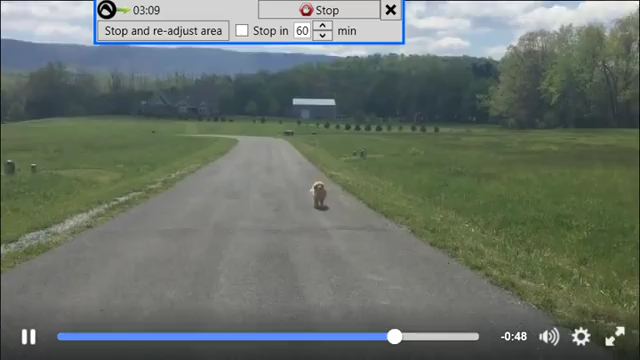 03:09
Stop
Stop and re-adjust area
Stop in
60
min
-0:48